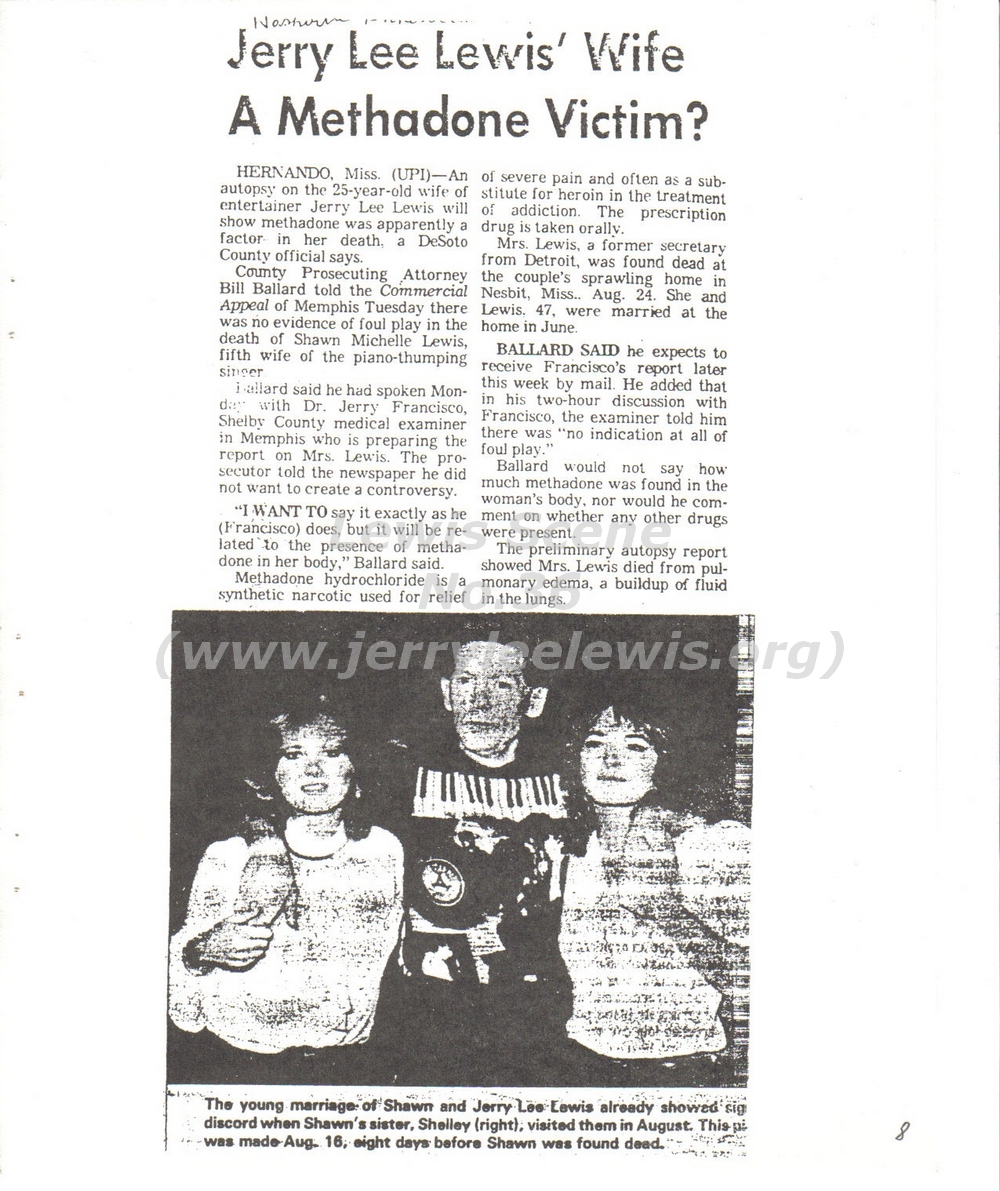 Jerry Lee Lewis' Wife
A Methadone Victim?
HERNANDO, Miss. (UPI)—An
autopsy on the 25-year-old wife of
entertainer Jerry Lee Lewis will
show methadone was apparently a
factor in her death, a DeSoto
County official says.
County Prosecuting Attorney
Bill Ballard told the Commercial
Appeal of Memphis Tuesday there
was no evidence of foul play in the
death of Shawn Michelle Lewis,
fifth wife of the piano-thumping
singer
Ballard said he had spoken Mon-
day with Dr. Jerry Francisco,
Shelby County medical examiner
in Memphis who is preparing the
report on Mrs. Lewis. The pro-
secutor told the newspaper he did
not want to create a controversy.
"I WANT TO say it exactly as he
(Francisco) does, but it will be re-
lated to the presence of metha-
done in her body," Ballard said.
Methadone hydrochloride is a
synthetic narcotic used for relief
of severe pain and often as a sub-
stitute for heroin in the treatment
of addiction. The prescription
drug is taken orally.
Mrs. Lewis, a former secretary
from Detroit, was found dead at
the couple's sprawling home in
Nesbit, Miss.. Aug. 24. She and
Lewis, 47, were married at the
home in June.
BALLARD SAID he expects to
receive Francisco's report later
this week by mail. He added that
in his two-hour discussion with
Francisco, the examiner told him
there was "no indication at all of
foul play."
Ballard would not say how
much methadone was found in the
woman's body, nor would he com-
ment on whether any other drugs
were present.
The preliminary autopsy report
showed Mrs. Lewis died from pul-
monary edema, a buildup of fluid
in the lungs.
Lewis Scene
No.36
(www.jerryleelewis.org)
The young marriage of Shawn and Jerry Lee Lewis already showed sig
discord when Shawn's sister, Shelley (right), visited them in August. This pi
was made Aug. 16, eight days before Shawn was found dead.
8